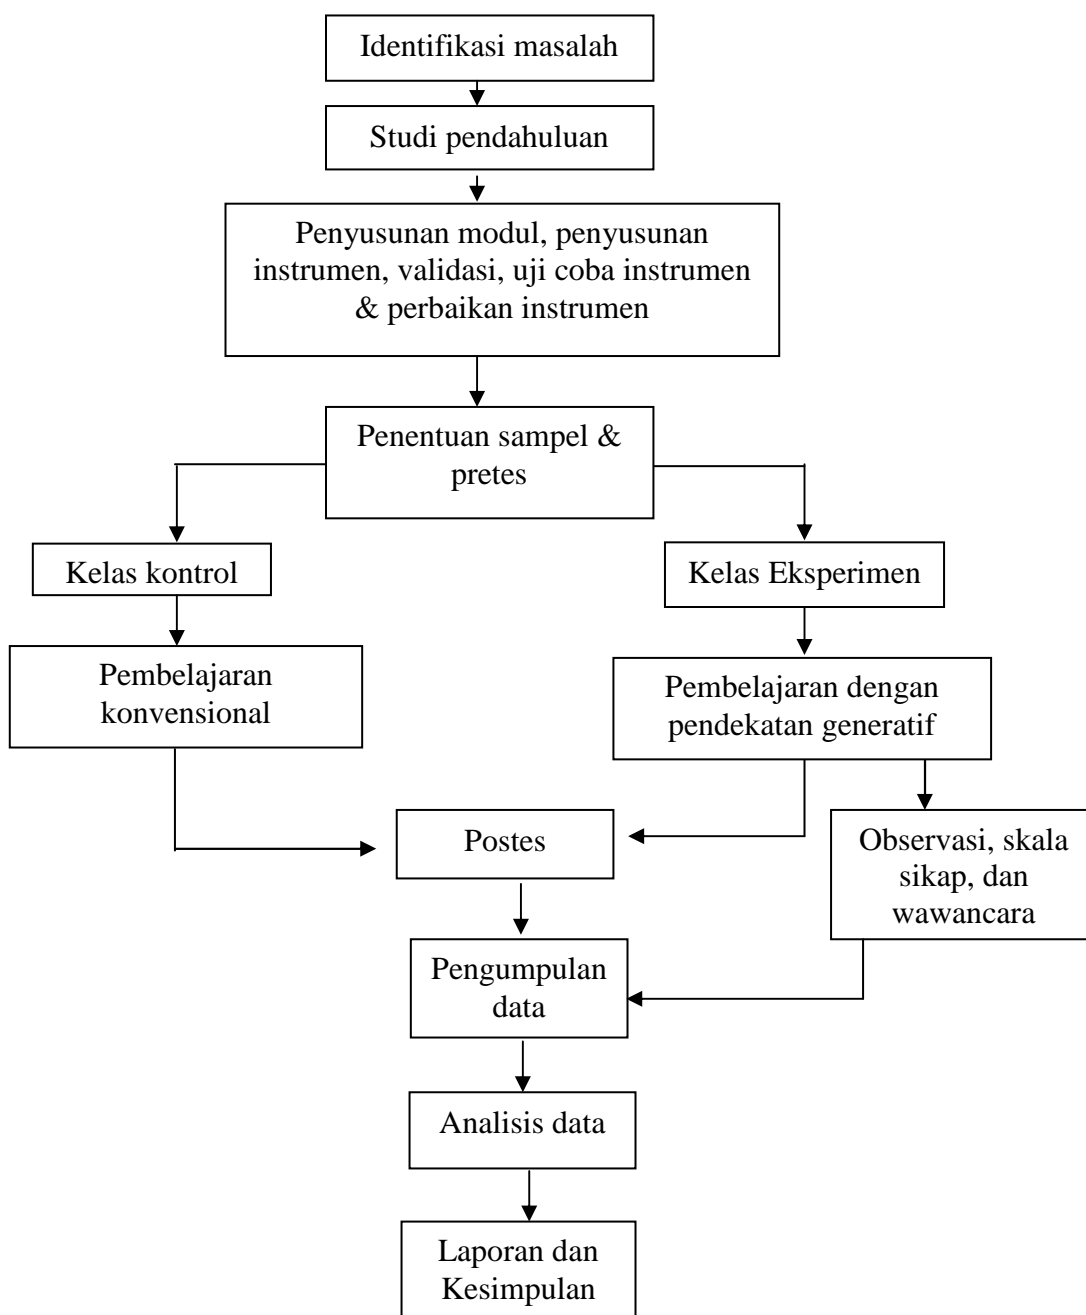 Identifikasi masalah
Studi pendahuluan
Penyusunan modul, penyusunan
instrumen, validasi, uji coba instrumen
& perbaikan instrumen
Penentuan sampel &
pretes
Kelas kontrol
Kelas Eksperimen
Pembelajaran
konvensional
Pembelajaran dengan
pendekatan generatif
Postes
Observasi, skala
sikap, dan
wawancara
Pengumpulan
data
Analisis data
Laporan dan
Kesimpulan